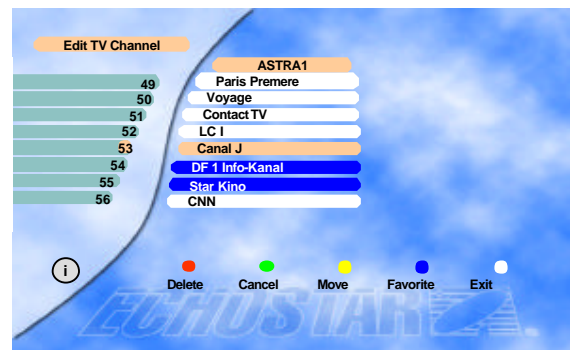 Edit TV Channel
ASTRA1
49 Paris Premere
50 Voyage
51 Contact TV
52 LC I
53 Canal J
54 DF 1 Info-Kanal
55 Star Kino
56 CNN
i
Delete Cancel Move Favorite Exit
ECHOSTAR